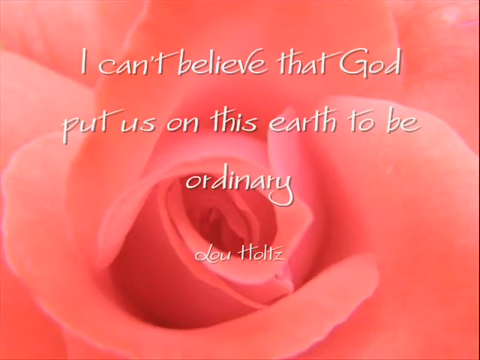 I can't believe that God
put us on this earth to be
ordinary
Lou Holtz